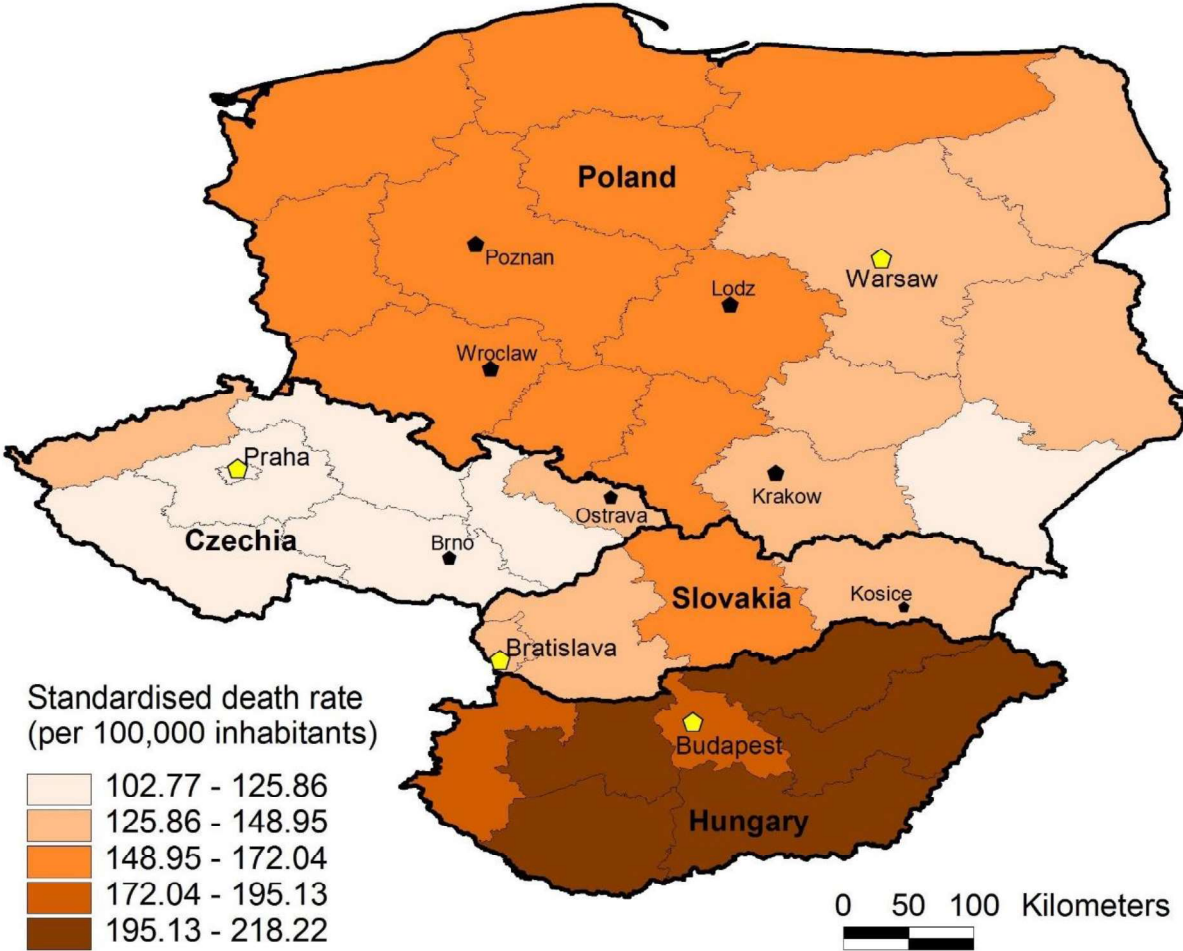 Poland
Poznan
Warsaw
Lodz
Wroclaw
Praha
Krakow
Ostrava
Czechia
Brno
Slovakia
Kosice
Bratislava
Budapest
Hungary
Standardised death rate
(per 100,000 inhabitants)
102.77 - 125.86
125.86 - 148.95
148.95 - 172.04
172.04 - 195.13
195.13 - 218.22
0 50 100 Kilometers